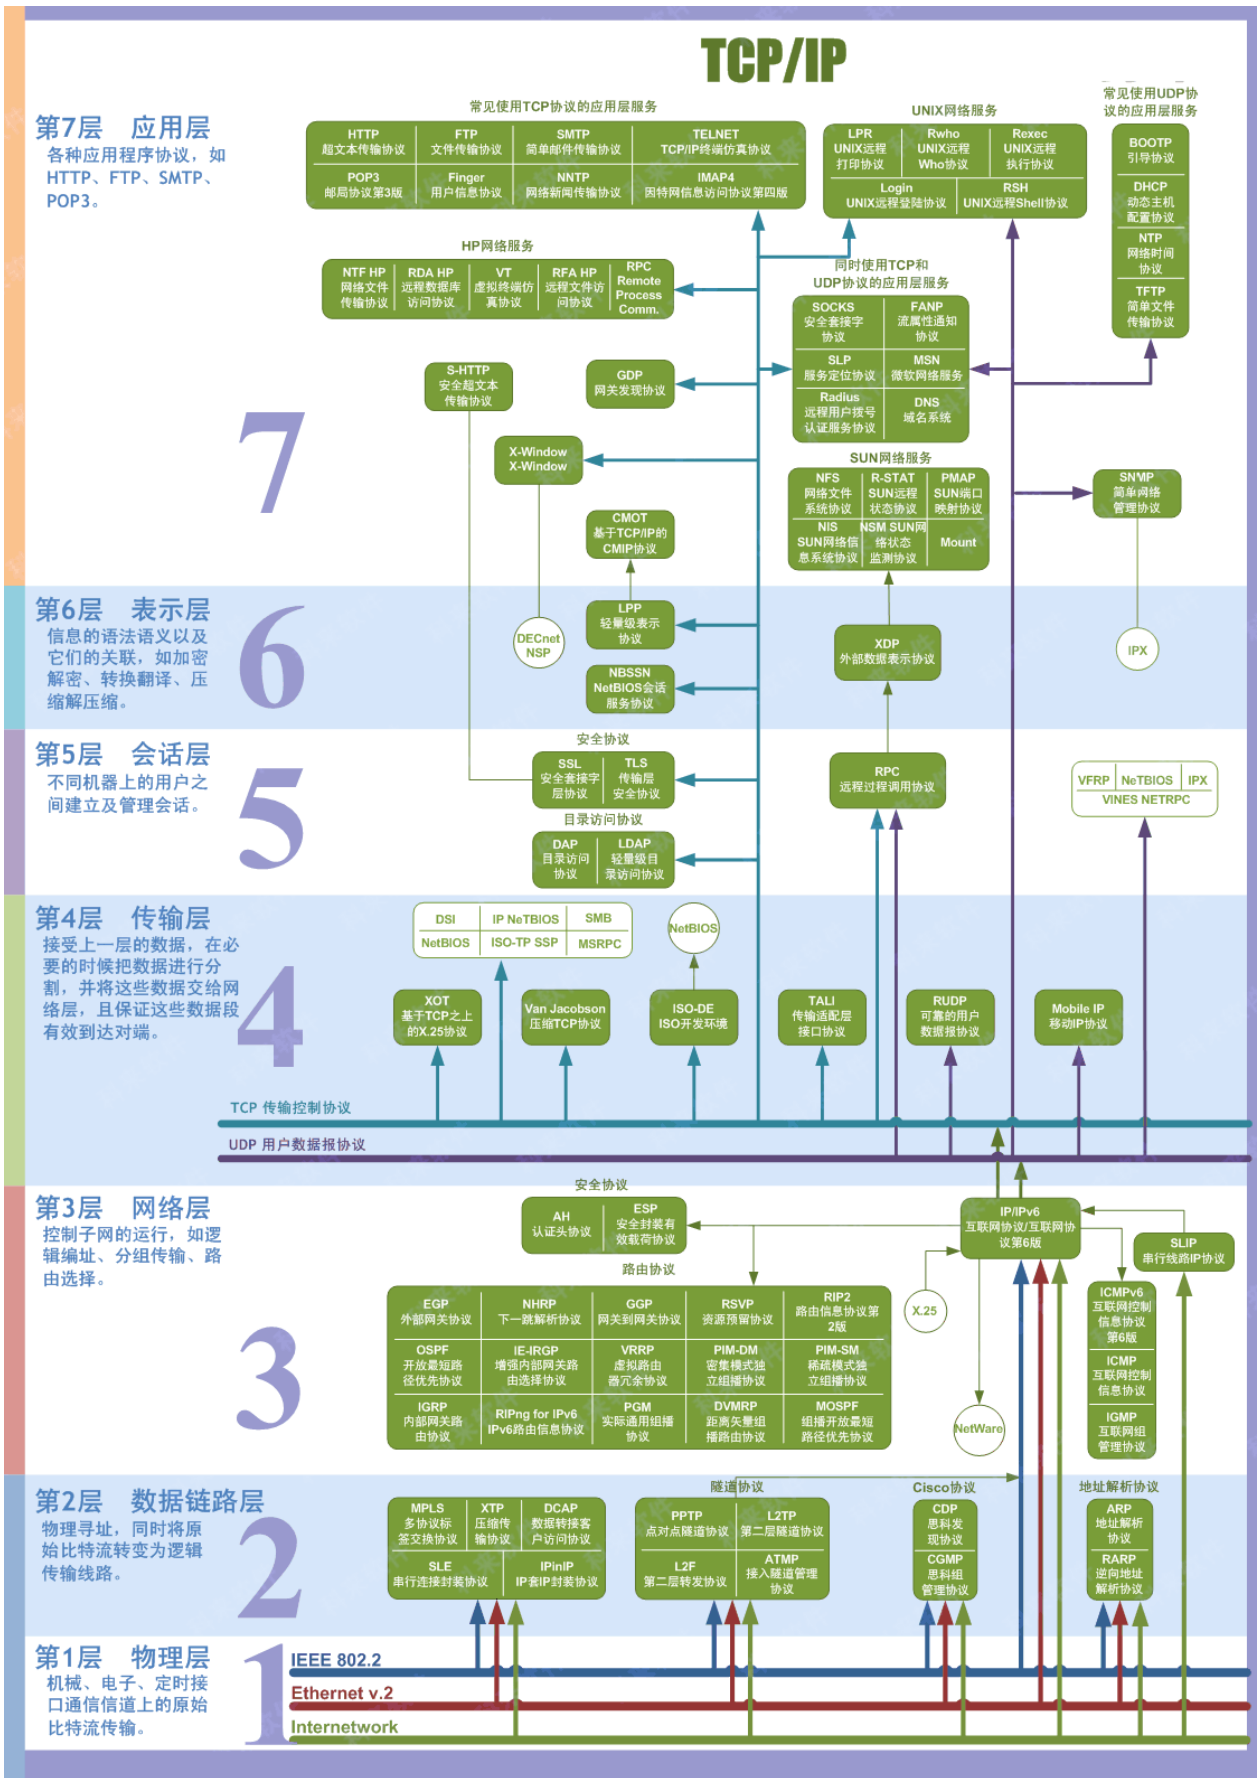 TCP/IP
第7层 应用层
各种应用程序协议，如
HTTP、FTP、SMTP、
POP3。
7
常见使用TCP协议的应用层服务
HTTP
超文本传输协议
FTP
文件传输协议
SMTP
简单邮件传输协议
TELNET
TCP/IP终端仿真协议
POP3
邮局协议第3版
Finger
用户信息协议
NNTP
网络新闻传输协议
IMAP4
因特网信息访问协议第四版
UNIX网络服务
LPR
UNIX远程
打印协议
Rwho
UNIX远程
Who协议
Rexec
UNIX远程
执行协议
Login
UNIX远程登陆协议
RSH
UNIX远程Shell协议
常见使用UDP协
议的应用层服务
BOOTP
引导协议
DHCP
动态主机
配置协议
NTP
网络时间
协议
TFTP
简单文件
传输协议
HP网络服务
NTF HP
网络文件
传输协议
RDA HP
远程数据库
访问协议
VT
虚拟终端仿
真协议
RFA HP
远程文件访
问协议
RPC
Remote
Process
Comm.
同时使用TCP和
UDP协议的应用层服务
SOCKS
安全套接字
协议
FANP
流属性通知
协议
SLP
服务定位协议
MSN
微软网络服务
Radius
远程用户拨号
认证服务协议
DNS
域名系统
S-HTTP
安全超文本
传输协议
GDP
网关发现协议
X-Window
X-Window
SUN网络服务
NFS
网络文件
系统协议
R-STAT
SUN远程
状态协议
PMAP
SUN端口
映射协议
NIS
SUN网络信
息系统协议
NSM SUN网
络状态
监测协议
Mount
SNMP
简单网络
管理协议
CMOT
基于TCP/IP的
CMIP协议
第6层 表示层
信息的语法语义以及
它们的关联，如加密
解密、转换翻译、压
缩解压缩。
6
DECnet
NSP
LPP
轻量级表示
协议
NBSSN
NetBIOS会话
服务协议
XDP
外部数据表示协议
IPX
第5层 会话层
不同机器上的用户之
间建立及管理会话。
5
安全协议
SSL
安全套接字
层协议
TLS
传输层
安全协议
目录访问协议
DAP
目录访问
协议
LDAP
轻量级目
录访问协议
RPC
远程过程调用协议
VFRP
NeTBIOS
IPX
VINES NETRPC
第4层 传输层
接受上一层的数据，在必
要的时候把数据进行分
割，并将这些数据交给网
络层，且保证这些数据段
有效到达对端。
4
DSI
IP NeTBIOS
SMB
NetBIOS
ISO-TP SSP
MSRPC
NetBIOS
XOT
基于TCP之上
的X.25协议
Van Jacobson
压缩TCP协议
ISO-DE
ISO开发环境
TALI
传输适配层
接口协议
RUDP
可靠的用户
数据报协议
Mobile IP
移动IP协议
TCP 传输控制协议
UDP 用户数据报协议
第3层 网络层
控制子网的运行，如逻
辑编址、分组传输、路
由选择。
3
安全协议
AH
认证头协议
ESP
安全封装有
效载荷协议
IP/IPv6
互联网协议/互联网协
议第6版
SLIP
串行线路IP协议
路由协议
EGP
外部网关协议
NHRP
下一跳解析协议
GGP
网关到网关协议
RSVP
资源预留协议
RIP2
路由信息协议第
2版
OSPF
开放最短路
径优先协议
IE-IRGP
增强内部网关路
由选择协议
VRRP
虚拟路由
器冗余协议
PIM-DM
密集模式独
立组播协议
PIM-SM
稀疏模式独
立组播协议
IGRP
内部网关路
由协议
RIPng for IPv6
IPv6路由信息协议
PGM
实际通用组播
协议
DVMRP
距离矢量组
播路由协议
MOSPF
组播开放最短
路径优先协议
X.25
NetWare
ICMPv6
互联网控制
信息协议
第6版
ICMP
互联网控制
信息协议
IGMP
互联网组
管理协议
第2层 数据链路层
物理寻址，同时将原
始比特流转变为逻辑
传输线路。
2
MPLS
多协议标
签交换协议
XTP
压缩传
输协议
DCAP
数据转接客
户访问协议
SLE
串行连接封装协议
IPinIP
IP套IP封装协议
隧道协议
PPTP
点对点隧道协议
L2TP
第二层隧道协议
L2F
第二层转发协议
ATMP
接入隧道管理
协议
Cisco协议
CDP
思科发
现协议
CGMP
思科组
管理协议
地址解析协议
ARP
地址解析
协议
RARP
逆向地址
解析协议
第1层 物理层
机械、电子、定时接
口通信信道上的原始
比特流传输。
1
IEEE 802.2
Ethernet v.2
Internetwork